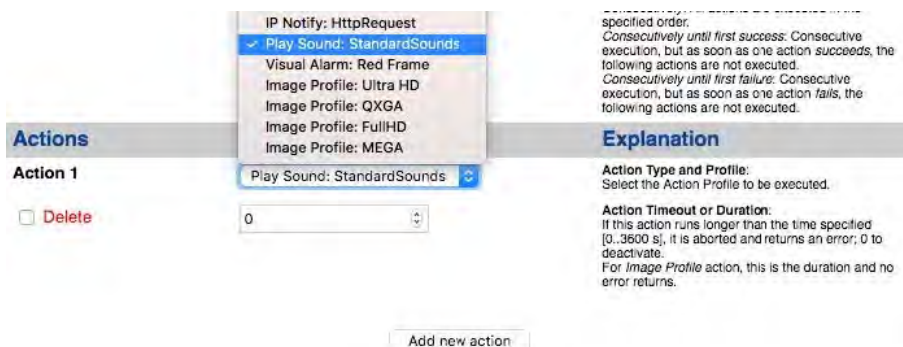 IP Notify: HttpRequest
✓ Play Sound: StandardSounds
Visual Alarm: Red Frame
Image Profile: Ultra HD
Image Profile: QXGA
Image Profile: FullHD
Image Profile: MEGA
specified order.
Consecutively until first success: Consecutive
execution, but as soon as one action succeeds, the
following actions are not executed.
Consecutively until first failure: Consecutive
execution, but as soon as one action fails, the
following actions are not executed.
Actions
Explanation
Action 1
Play Sound: StandardSounds
Action Type and Profile:
Select the Action Profile to be executed.
Delete
0
Action Timeout or Duration:
If this action runs longer than the time specified
[0..3600 s], it is aborted and returns an error; 0 to
deactivate.
For Image Profile action, this is the duration and no
error returns.
Add new action